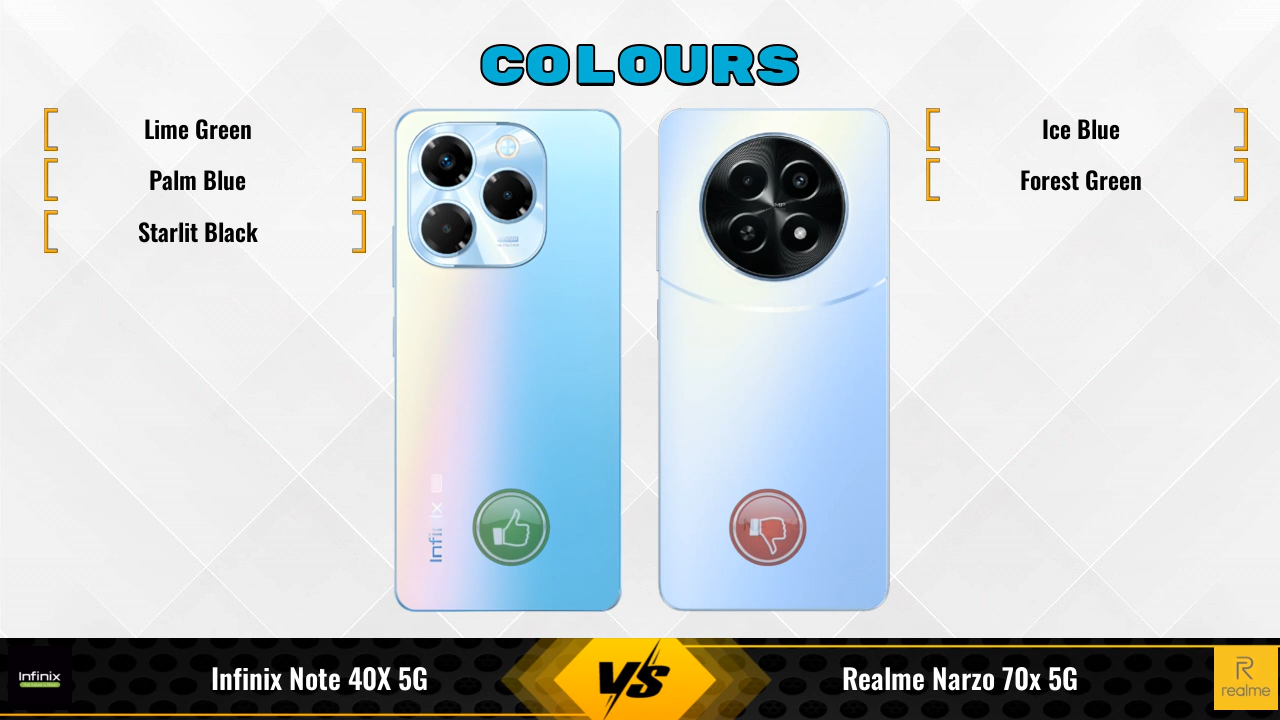 COLOURS
Lime Green
Palm Blue
Starlit Black
Ice Blue
Forest Green
Infinix
Infinix
Infinix Note 40X 5G
VS
Realme Narzo 70x 5G
R
realme